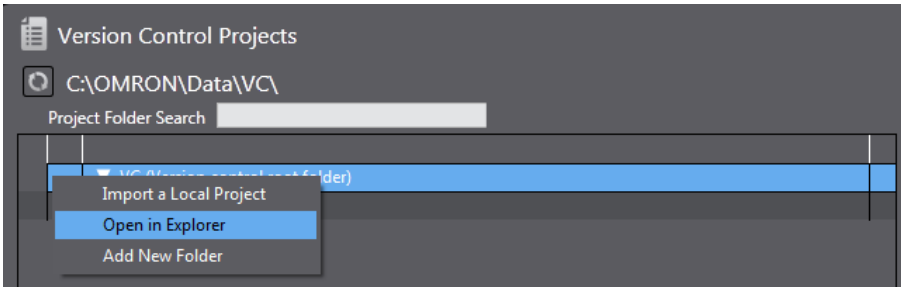 Version Control Projects
C:\OMRON\Data\VC\
Project Folder Search
VC (Version control root folder)
Import a Local Project
Open in Explorer
Add New Folder